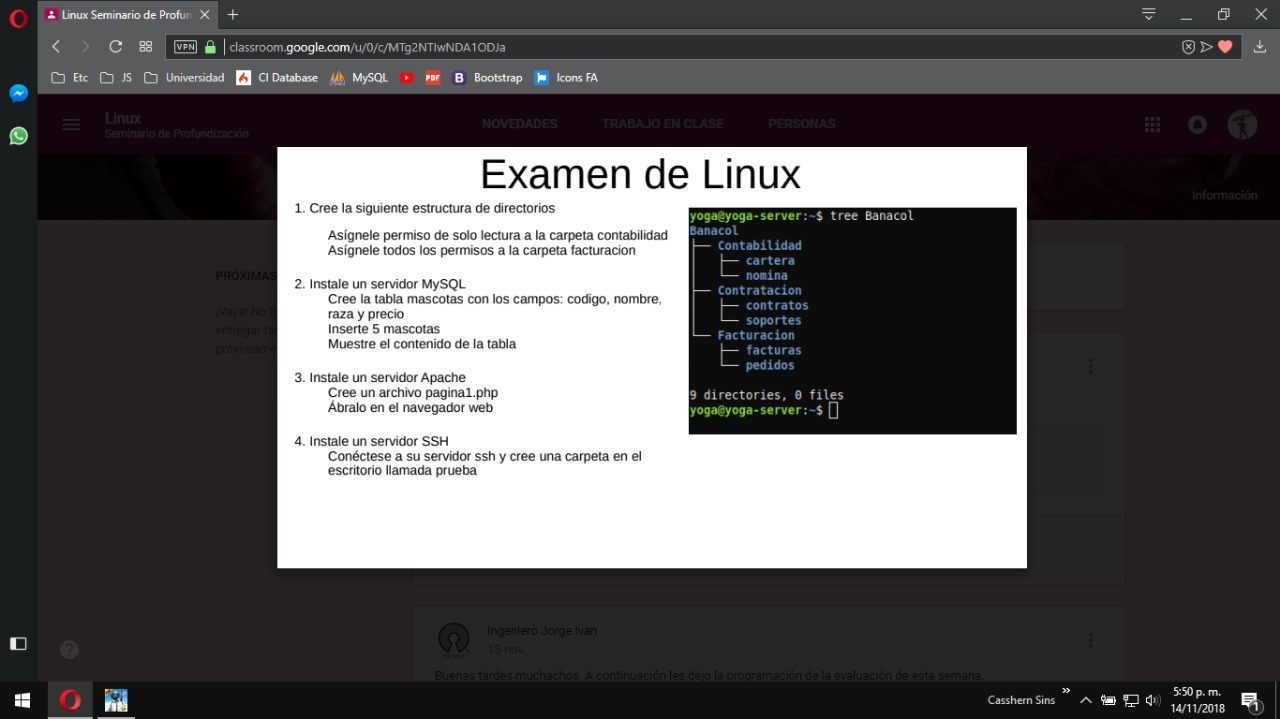 Linux Seminario de Profun
VPN
classroom.google.com/u/0/c/MTg2NTIwNDA1ODJa
Etc
JS
Universidad
CI Database
MySQL
PDF
B Bootstrap
Icons FA
Linux
Seminario de Profundización
NOVEDADES
TRABAJO EN CLASE
PERSONAS
Información
Examen de Linux
1. Cree la siguiente estructura de directorios
Asígnele permiso de solo lectura a la carpeta contabilidad
Asígnele todos los permisos a la carpeta facturacion
2. Instale un servidor MySQL
Cree la tabla mascotas con los campos: codigo, nombre,
raza y precio
Inserte 5 mascotas
Muestre el contenido de la tabla
3. Instale un servidor Apache
Cree un archivo pagina1.php
Ábralo en el navegador web
4. Instale un servidor SSH
Conéctese a su servidor ssh y cree una carpeta en el
escritorio llamada prueba
yoga@yoga-server:~$ tree Banacol
Banacol
├── Contabilidad
│   ├── cartera
│   └── nomina
├── Contratacion
│   ├── contratos
│   └── soportes
└── Facturacion
    ├── facturas
    └── pedidos
9 directories, 0 files
yoga@yoga-server:~$
PRÓXIMAS
¡Vaya! No t
entregar ta
próximame
Ingeniero Jorge Ivan
13 nov.
Buenas tardes muchachos. A continuación les dejo la programación de la evaluación de esta semana.
Casshern Sins
5:50 p. m.
14/11/2018
1